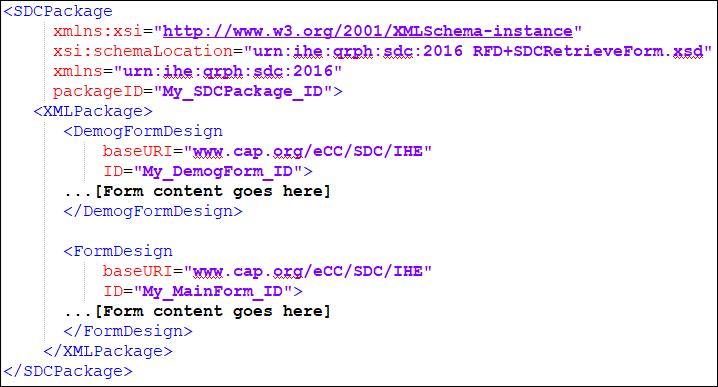 <SDCPackage
xmlns:xsi="http://www.w3.org/2001/XMLSchema-instance"
xsi:schemaLocation="urn:ihe:qrph:sdc:2016 RFD+SDCRetrieveForm.xsd"
xmlns="urn:ihe:qrph:sdc:2016"
packageID="My_SDCPackage_ID">
<XMLPackage>
<DemogFormDesign
baseURI="www.cap.org/eCC/SDC/IHE"
ID="My_DemogForm_ID">
...[Form content goes here]
</DemogFormDesign>
<FormDesign
baseURI="www.cap.org/eCC/SDC/IHE"
ID="My_MainForm_ID">
...[Form content goes here]
</FormDesign>
</XMLPackage>
</SDCPackage>